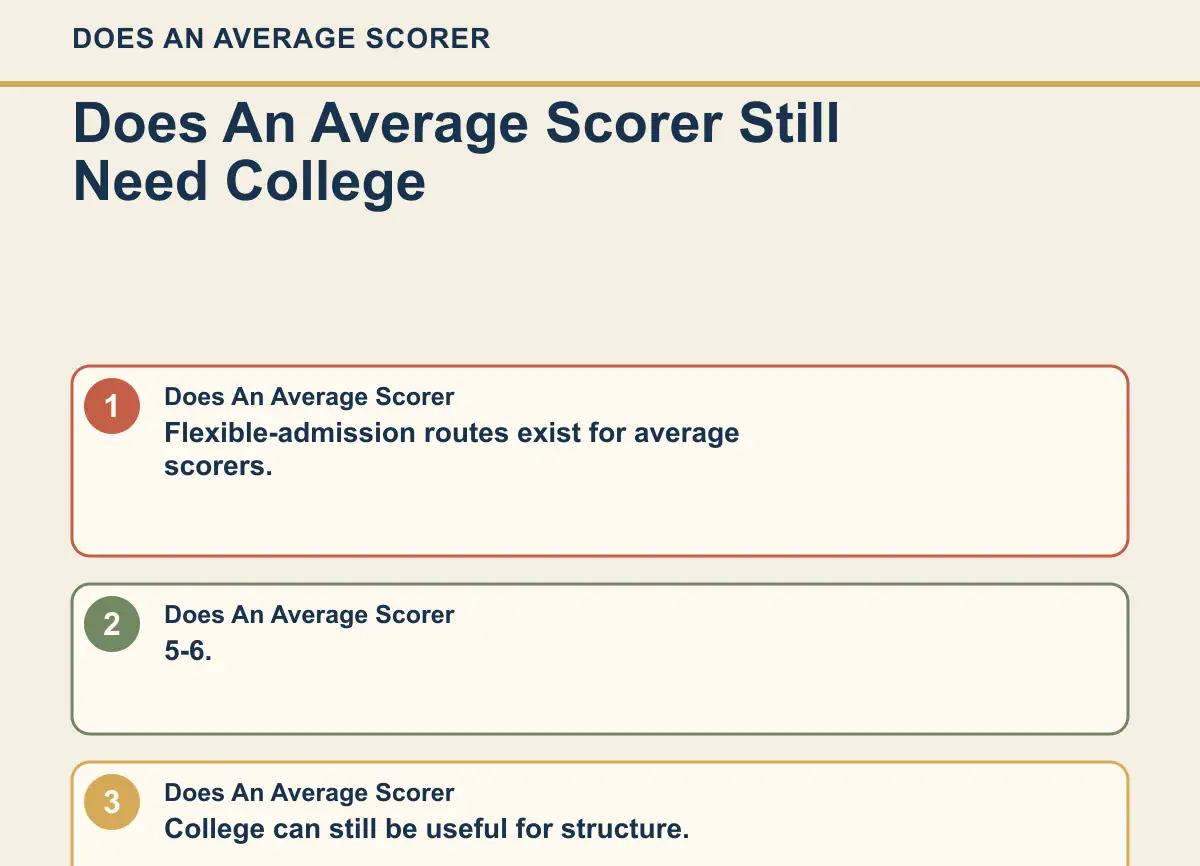 DOES AN AVERAGE SCORER
Does An Average Scorer Still
Need College
1
Does An Average Scorer
Flexible-admission routes exist for average
scorers.
2
Does An Average Scorer
5-6.
3
Does An Average Scorer
College can still be useful for structure.